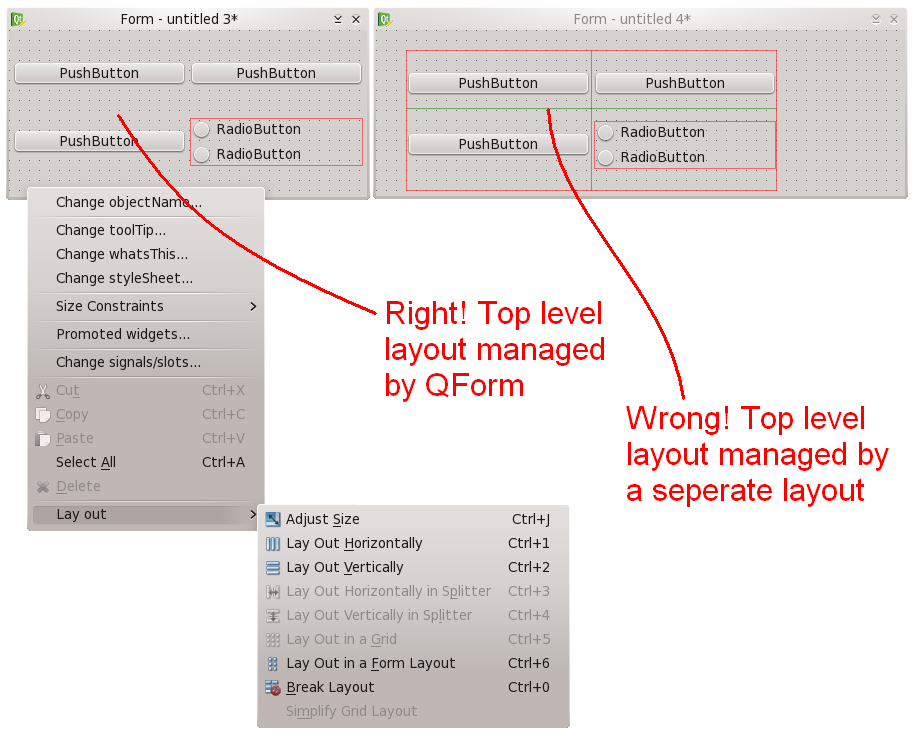 Form - untitled 3*
PushButton
PushButton
PushButton
RadioButton
RadioButton
Form - untitled 4*
PushButton
PushButton
PushButton
RadioButton
RadioButton
Change objectName...
Change toolTip...
Change whatsThis...
Change styleSheet...
Size Constraints
Promoted widgets...
Change signals/slots...
Cut Ctrl+X
Copy Ctrl+C
Paste Ctrl+V
Select All Ctrl+A
Delete
Lay out
Right! Top level
layout managed
by QForm
Wrong! Top level
layout managed by
a seperate layout
Adjust Size Ctrl+J
Lay Out Horizontally Ctrl+1
Lay Out Vertically Ctrl+2
Lay Out Horizontally in Splitter Ctrl+3
Lay Out Vertically in Splitter Ctrl+4
Lay Out in a Grid Ctrl+5
Lay Out in a Form Layout Ctrl+6
Break Layout Ctrl+0
Simplify Grid Layout